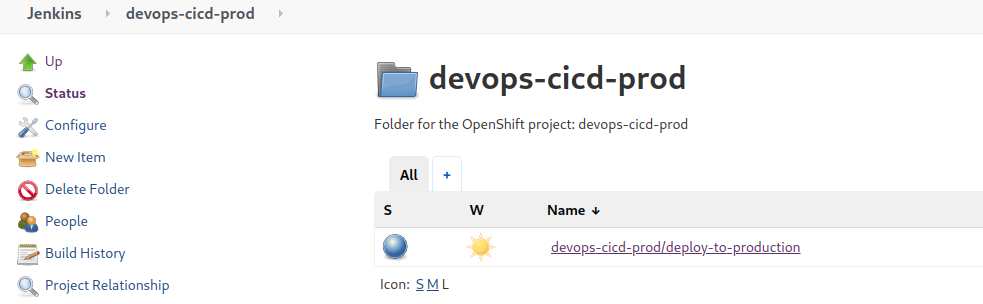 Jenkins devops-cicd-prod
Up
Status
Configure
New Item
Delete Folder
People
Build History
Project Relationship
devops-cicd-prod
Folder for the OpenShift project: devops-cicd-prod
All +
S W Name ↓
devops-cicd-prod/deploy-to-production
Icon: S M L